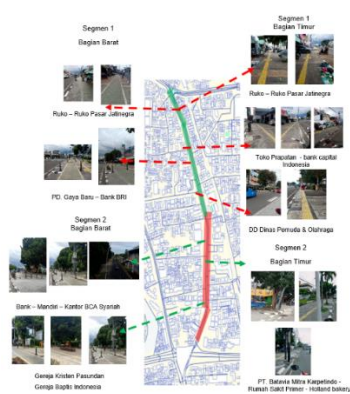 Segmen 1
Bagian Barat
Ruko – Ruko Pasar Jatinegra
PD. Gaya Baru – Bank BRI
Segmen 2
Bagian Barat
Bank – Mandiri – Kantor BCA Syariah
Gereja Kristen Pasundan
Gereja Baptis Indonesia
Segmen 1
Bagian Timur
Ruko – Ruko Pasar Jatinegra
Toko Prapatan - bank capital
Indonesia
DD Dinas Pemuda & Olahraga
Segmen 2
Bagian Timur
PT. Batavia Mitra Karpetindo -
Rumah Sakit Primer - Holland bakery